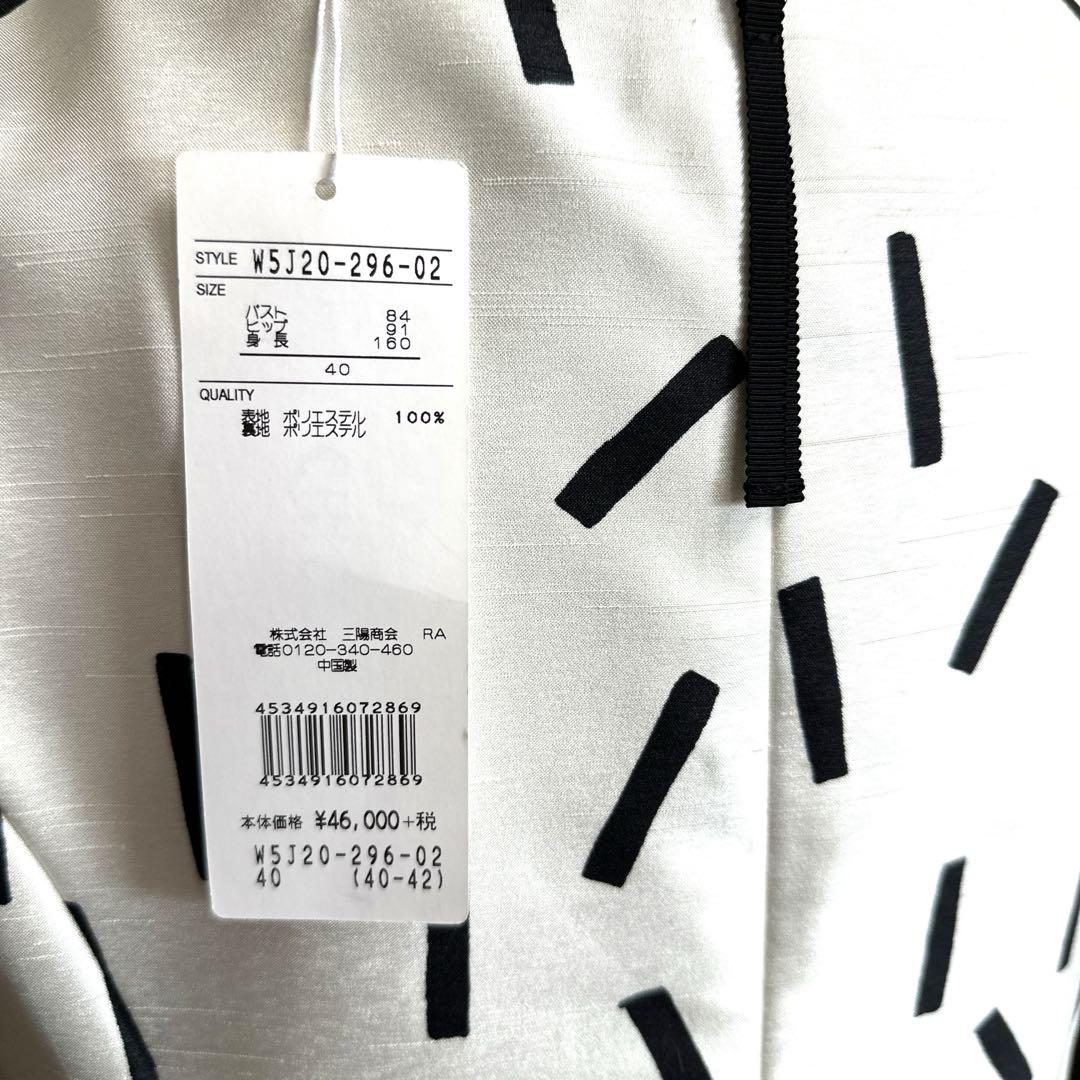 STYLE W5J20-296-02
SIZE
バスト 84
ヒップ 91
身長 160
40
QUALITY
表地 ポリエステル 100%
裏地 ポリエステル
株式会社 三陽商会 RA
電話0120-340-460
中国製
4534916072869
4534916072869
本体価格 ¥46,000+税
W5J20-296-02
40 (40-42)